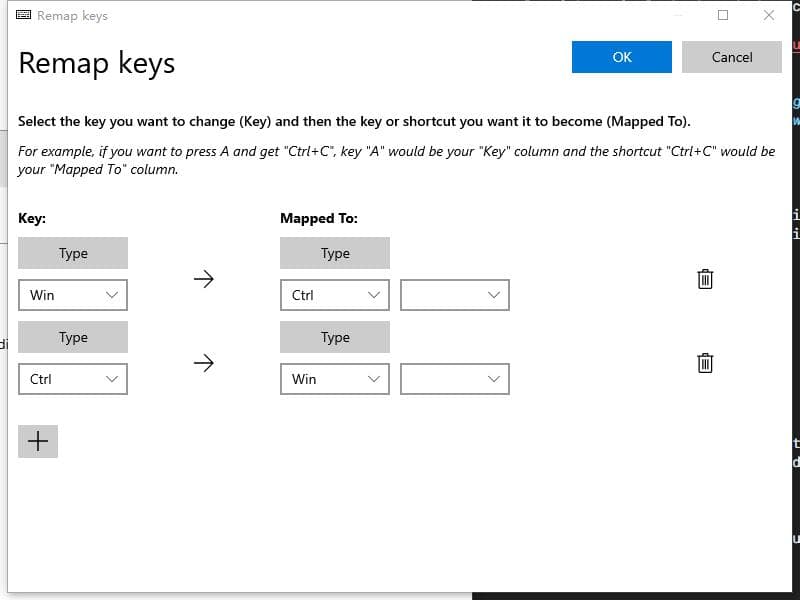 Remap keys
Remap keys
OK
Cancel
Select the key you want to change (Key) and then the key or shortcut you want it to become (Mapped To).
For example, if you want to press A and get "Ctrl+C", key "A" would be your "Key" column and the shortcut "Ctrl+C" would be
your "Mapped To" column.
Key:
Mapped To:
Type
Type
Win
Ctrl
Type
Type
Ctrl
Win